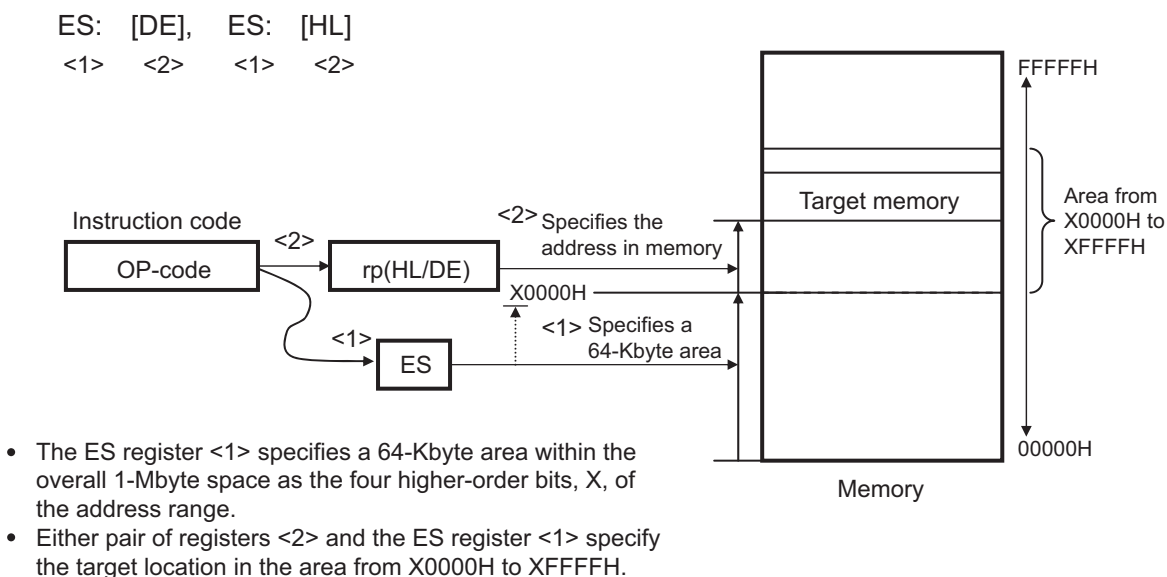 ES: [DE], ES: [HL]
<1> <2> <1> <2>
FFFFFH
Target memory
Area from
X0000H to
XFFFFH
Instruction code
OP-code
<2>
rp(HL/DE)
<2> Specifies the
address in memory
X0000H
<1>
ES
<1> Specifies a
64-Kbyte area
00000H
Memory
• The ES register <1> specifies a 64-Kbyte area within the
overall 1-Mbyte space as the four higher-order bits, X, of
the address range.
• Either pair of registers <2> and the ES register <1> specify
the target location in the area from X0000H to XFFFFH.